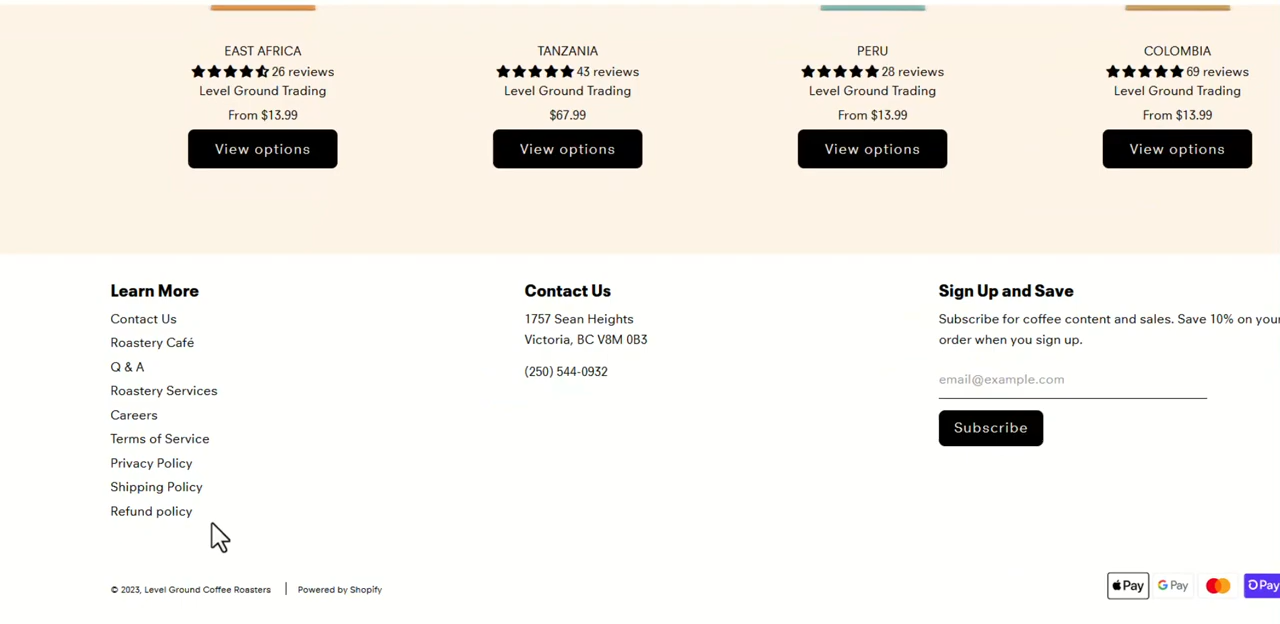 EAST AFRICA
26 reviews
Level Ground Trading
From $13.99
View options
TANZANIA
43 reviews
Level Ground Trading
$67.99
View options
PERU
28 reviews
Level Ground Trading
From $13.99
View options
COLOMBIA
69 reviews
Level Ground Trading
From $13.99
View options
Learn More
Contact Us
Roastery Café
Q & A
Roastery Services
Careers
Terms of Service
Privacy Policy
Shipping Policy
Refund policy
Contact Us
1757 Sean Heights
Victoria, BC V8M 0B3
(250) 544-0932
Sign Up and Save
Subscribe for coffee content and sales. Save 10% on your
order when you sign up.
email@example.com
Subscribe
© 2023, Level Ground Coffee Roasters
Powered by Shopify
Pay
G Pay
Pay